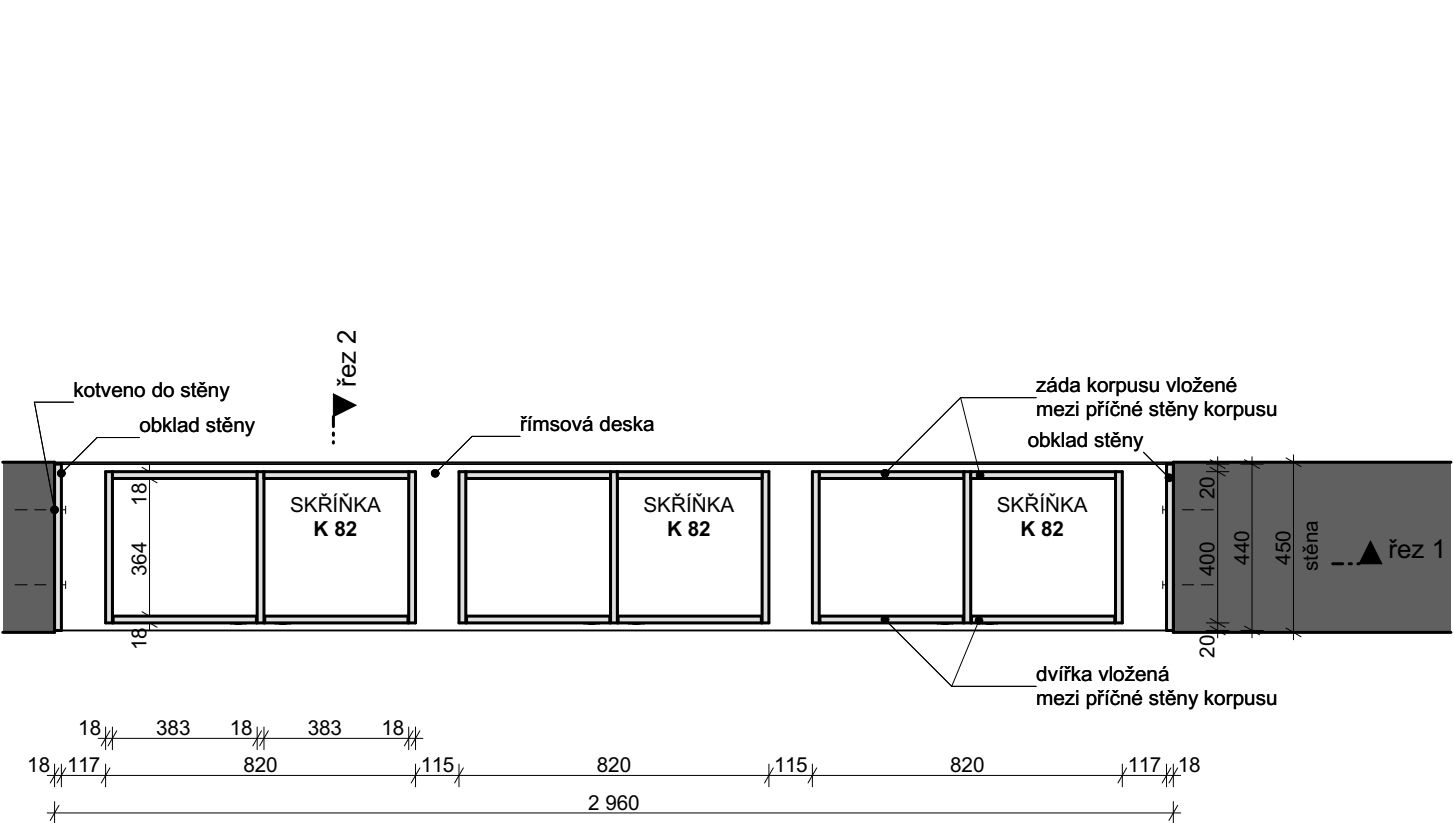 řez 2
kotveno do stěny
obklad stěny
římsová deska
záda korpusu vložené
mezi příčné stěny korpusu
obklad stěny
SKŘÍŇKA
K 82
SKŘÍŇKA
K 82
SKŘÍŇKA
K 82
18
364
18
20
400
20
440
450
stěna
řez 1
dvířka vložená
mezi příčné stěny korpusu
18 383 18 383 18
18 117 820 115 820 115 820 117 18
2 960